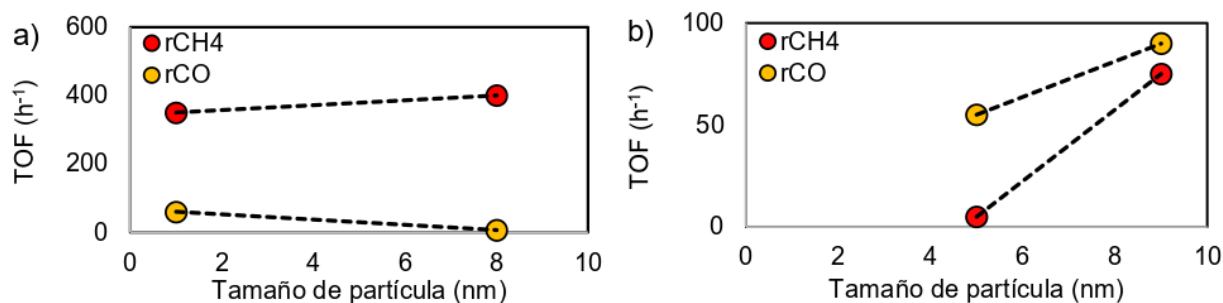 a)
600
400
200
0
TOF (h⁻¹)
rCH4
rCO
0 2 4 6 8 10
Tamaño de partícula (nm)
b)
100
50
0
TOF (h⁻¹)
rCH4
rCO
0 2 4 6 8 10
Tamaño de partícula (nm)